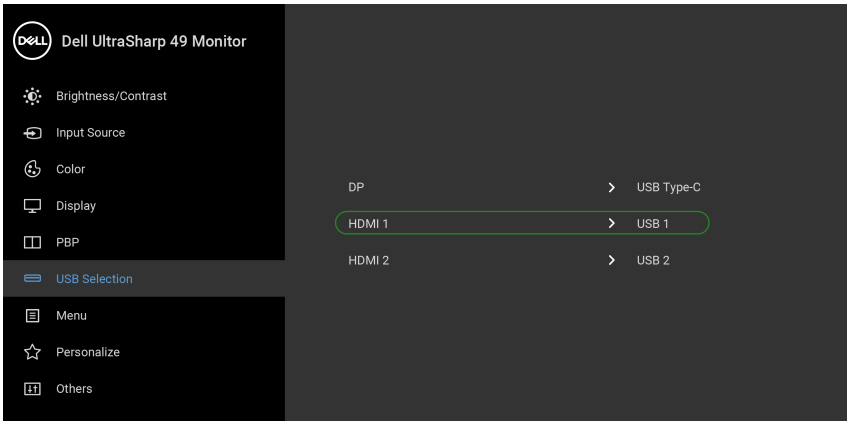 DELL
Dell UltraSharp 49 Monitor
Brightness/Contrast
Input Source
Color
Display
PBP
USB Selection
Menu
Personalize
Others
DP USB Type-C
HDMI 1 USB 1
HDMI 2 USB 2